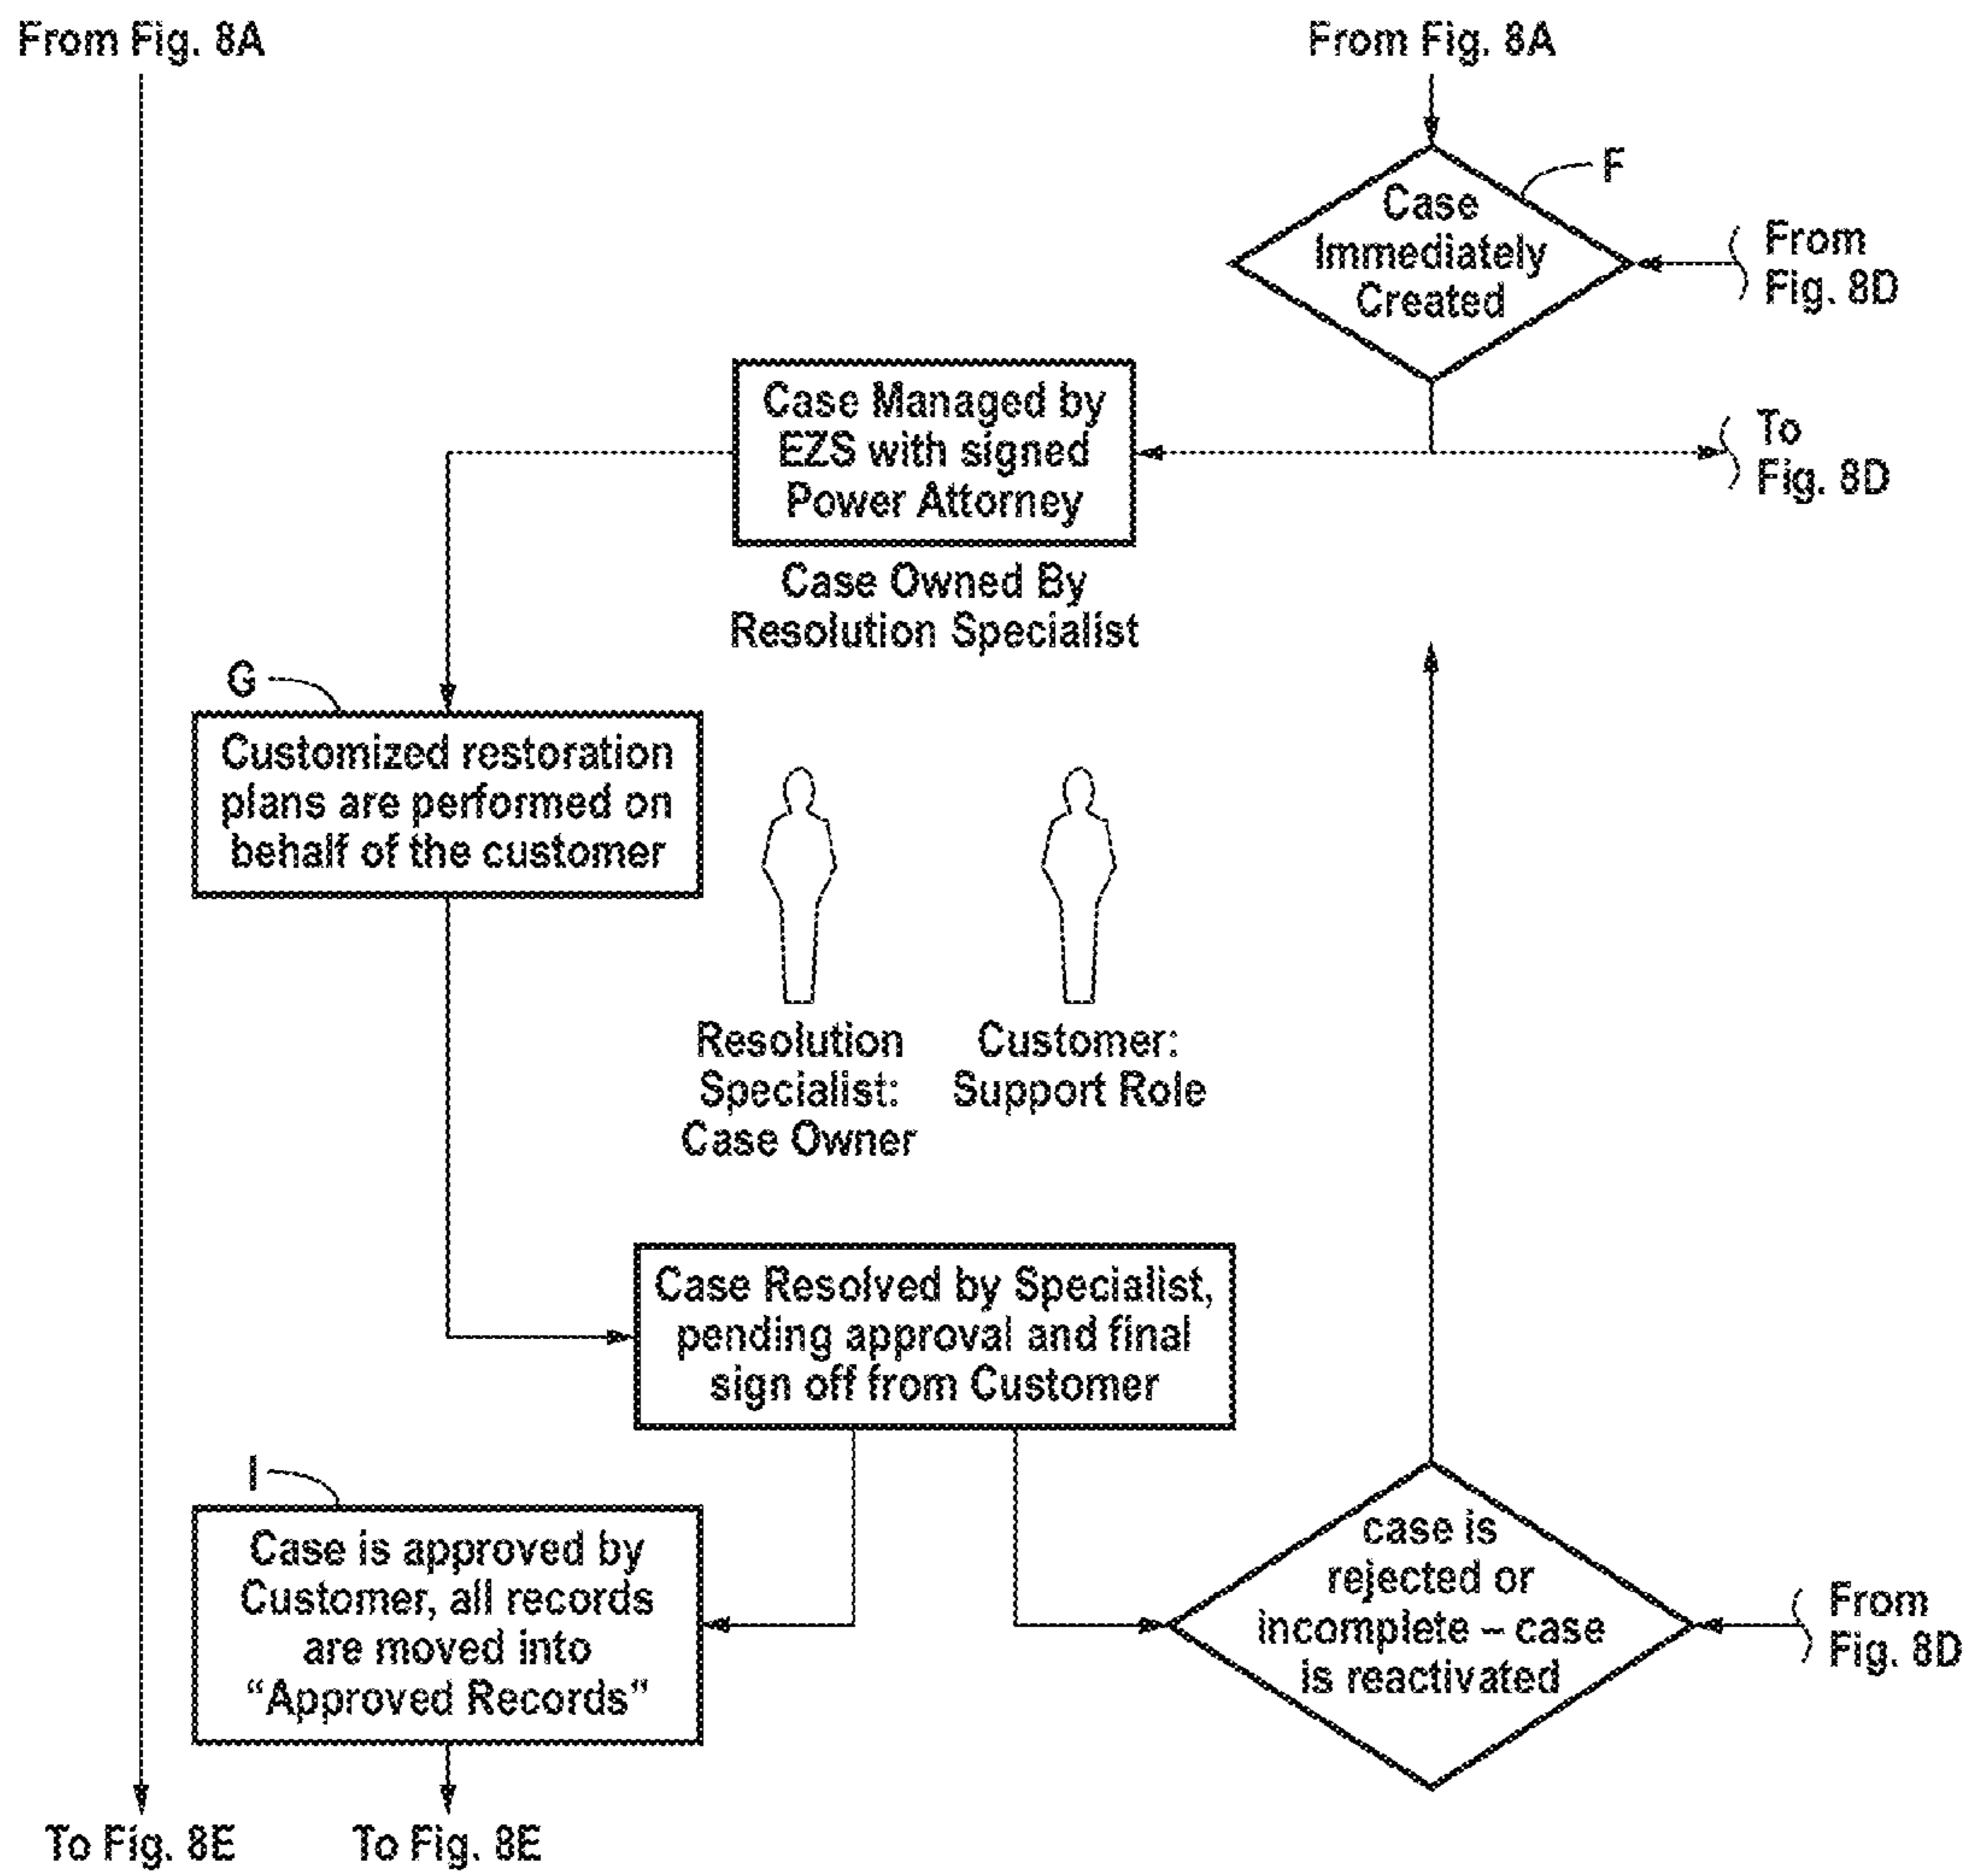 From Fig. 8A
From Fig. 8A
F
Case
Immediately
Created
From
Fig. 8D
Case Managed by
EZS with signed
Power Attorney
To
Fig. 8D
Case Owned By
Resolution Specialist
G
Customized restoration
plans are performed on
behalf of the customer
Resolution
Specialist:
Case Owner
Customer:
Support Role
Case Resolved by Specialist,
pending approval and final
sign off from Customer
I
Case is approved by
Customer, all records
are moved into
“Approved Records”
case is
rejected or
incomplete – case
is reactivated
From
Fig. 8D
To Fig. 8E
To Fig. 8E